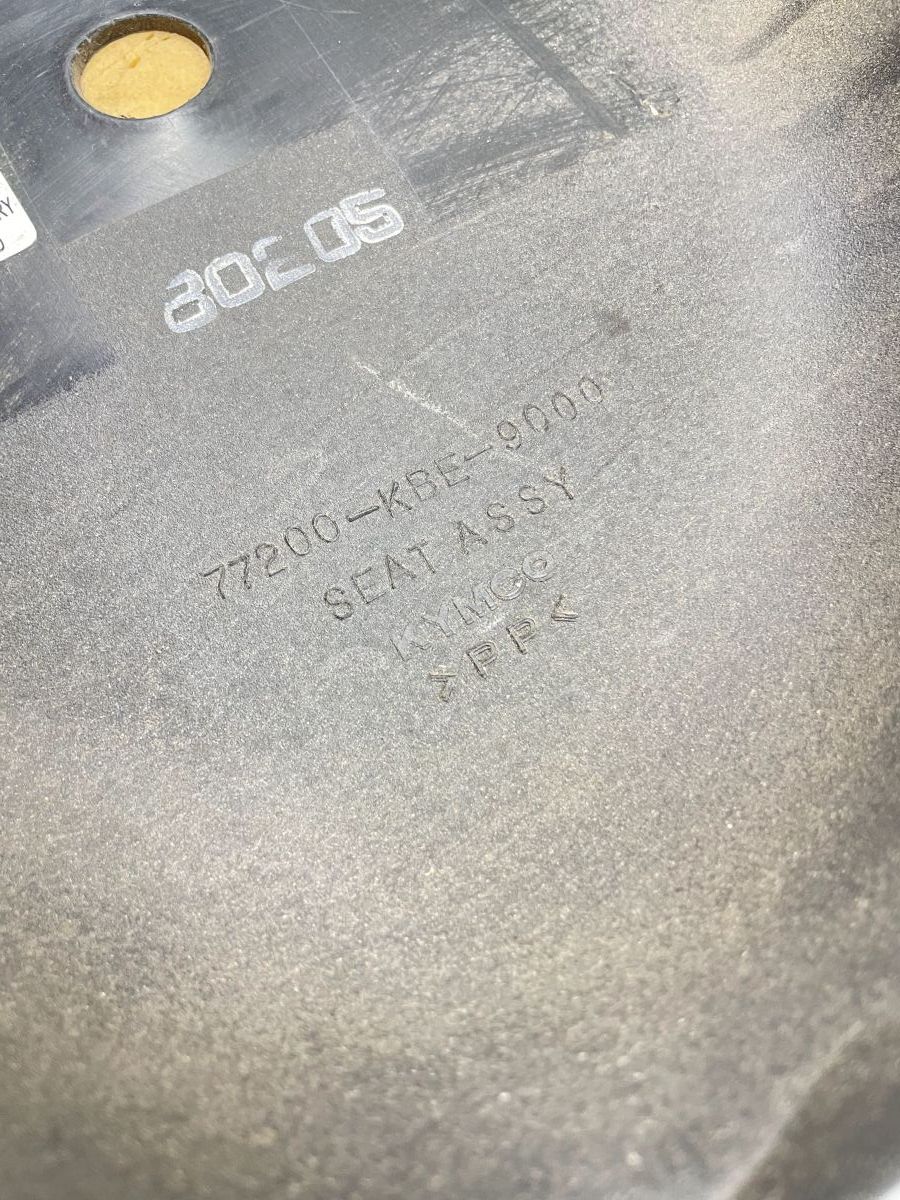 80205
77200-KBE-9000
SEAT ASSY
KYMCO
>PP<